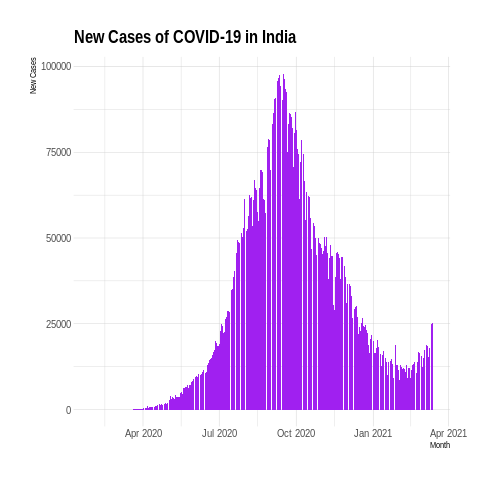 New Cases of COVID-19 in India
New Cases
100000
75000
50000
25000
0
Apr 2020 Jul 2020 Oct 2020 Jan 2021 Apr 2021
Month